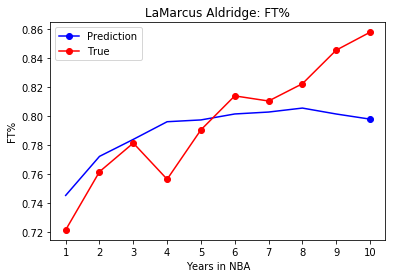 LaMarcus Aldridge: FT%
Prediction
True
0.86
0.84
0.82
0.80
0.78
0.76
0.74
0.72
FT%
1 2 3 4 5 6 7 8 9 10
Years in NBA